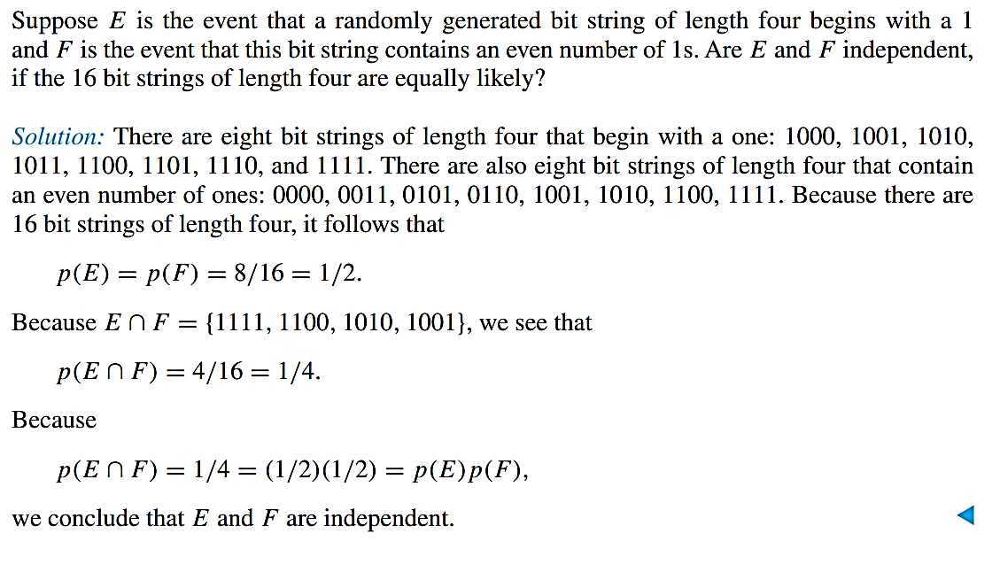 Suppose E is the event that a randomly generated bit string of length four begins with a 1
and F is the event that this bit string contains an even number of 1s. Are E and F independent,
if the 16 bit strings of length four are equally likely?
Solution: There are eight bit strings of length four that begin with a one: 1000, 1001, 1010,
1011, 1100, 1101, 1110, and 1111. There are also eight bit strings of length four that contain
an even number of ones: 0000, 0011, 0101, 0110, 1001, 1010, 1100, 1111. Because there are
16 bit strings of length four, it follows that
p(E) = p(F) = 8/16 = 1/2.
Because E ∩ F = {1111, 1100, 1010, 1001}, we see that
p(E ∩ F) = 4/16 = 1/4.
Because
p(E ∩ F) = 1/4 = (1/2)(1/2) = p(E)p(F),
we conclude that E and F are independent.